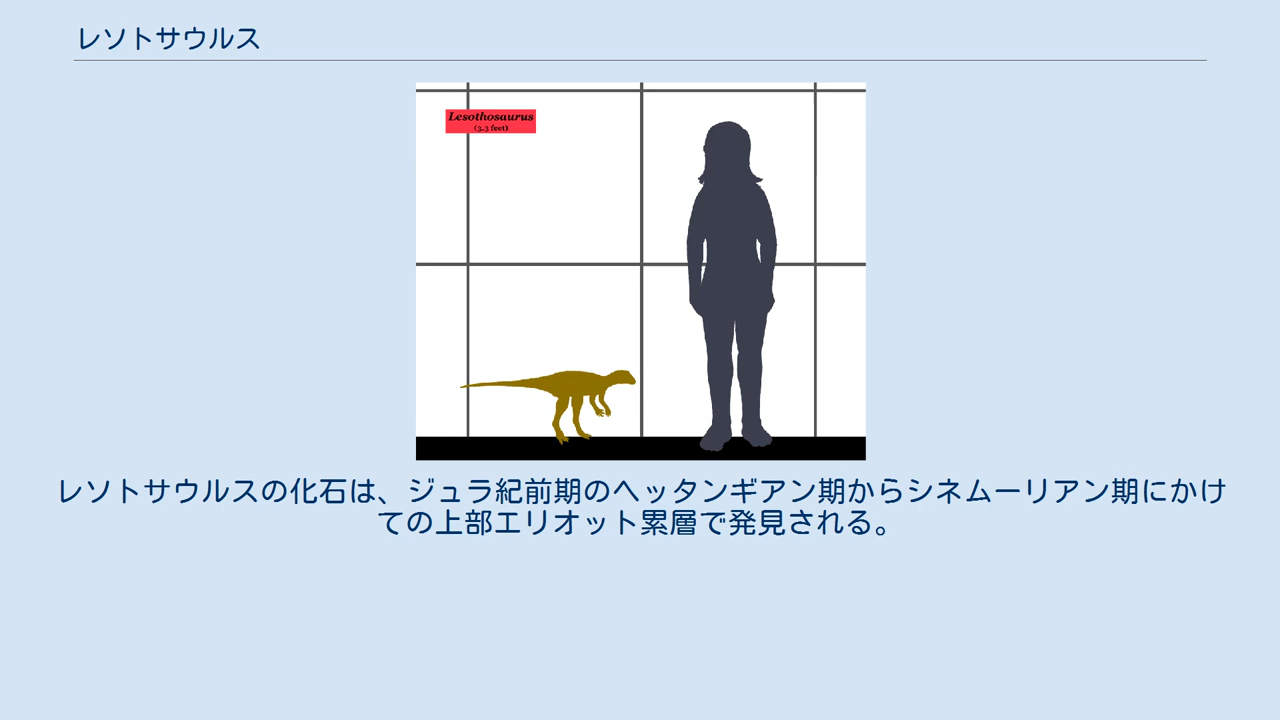 レソトサウルス
Lesothosaurus
(3.3 feet)
レソトサウルスの化石は、ジュラ紀前期のヘッタンギアン期からシネムーリアン期にかけ
ての上部エリオット累層で発見される。